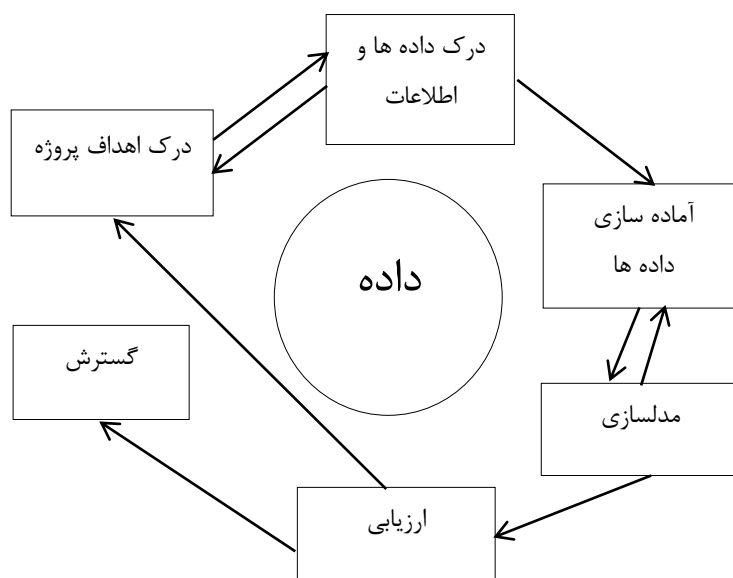 درک داده ها و
اطلاعات
درک اهداف پروژه
آماده سازی
داده ها
داده
گسترش
مدلسازی
ارزیابی